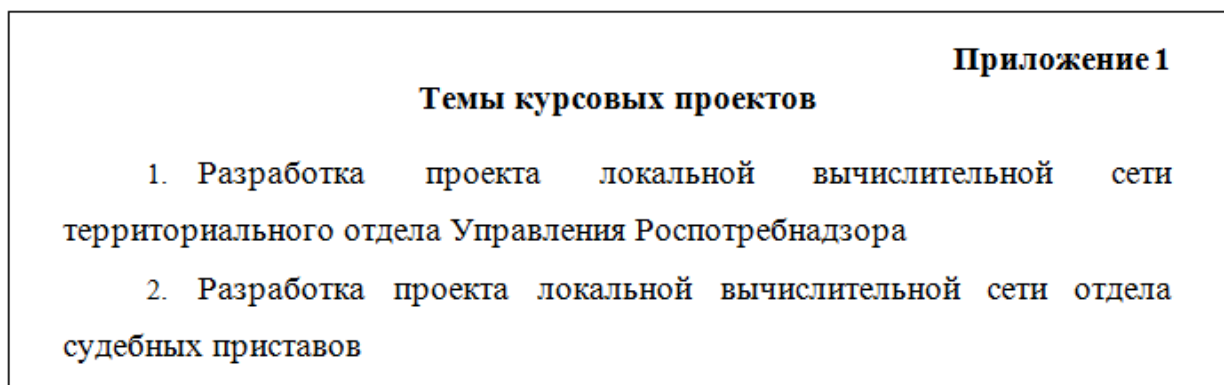 Приложение 1
Темы курсовых проектов
1. Разработка проекта локальной вычислительной сети
территориального отдела Управления Роспотребнадзора
2. Разработка проекта локальной вычислительной сети отдела
судебных приставов